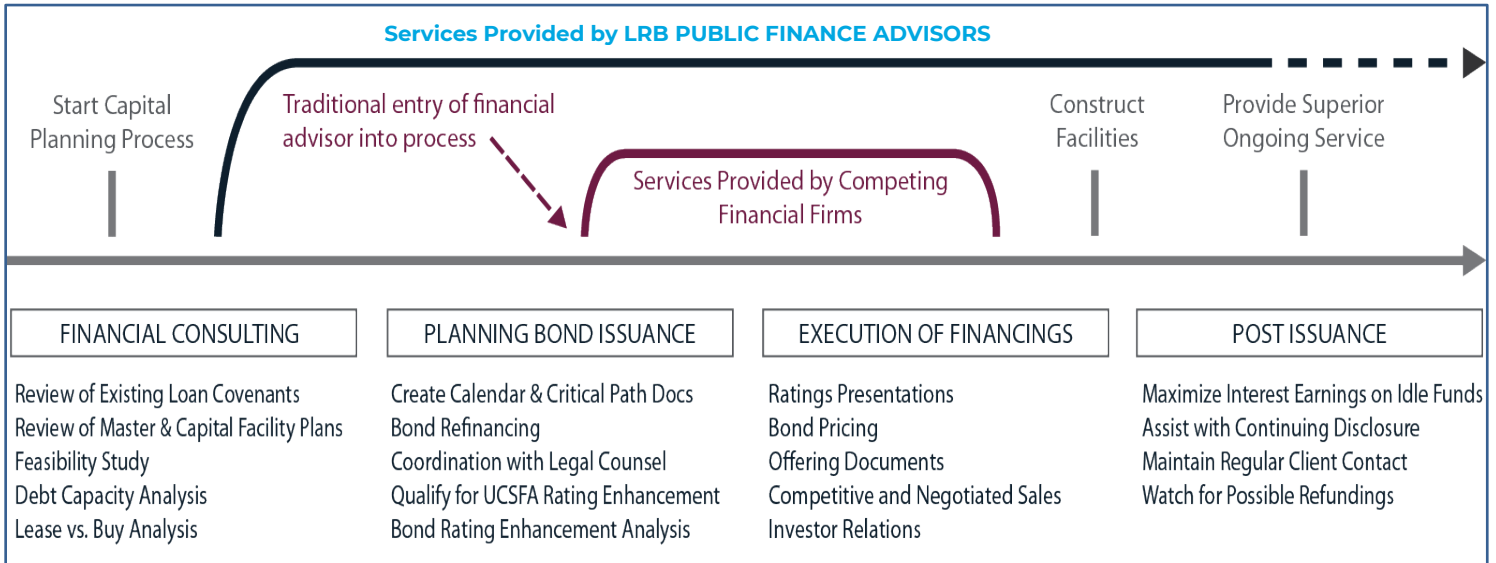 Services Provided by LRB PUBLIC FINANCE ADVISORS
Start Capital
Planning Process
Traditional entry of financial
advisor into process
Services Provided by Competing
Financial Firms
Construct
Facilities
Provide Superior
Ongoing Service
FINANCIAL CONSULTING
Review of Existing Loan Covenants
Review of Master & Capital Facility Plans
Feasibility Study
Debt Capacity Analysis
Lease vs. Buy Analysis
PLANNING BOND ISSUANCE
Create Calendar & Critical Path Docs
Bond Refinancing
Coordination with Legal Counsel
Qualify for UCSFA Rating Enhancement
Bond Rating Enhancement Analysis
EXECUTION OF FINANCINGS
Ratings Presentations
Bond Pricing
Offering Documents
Competitive and Negotiated Sales
Investor Relations
POST ISSUANCE
Maximize Interest Earnings on Idle Funds
Assist with Continuing Disclosure
Maintain Regular Client Contact
Watch for Possible Refundings